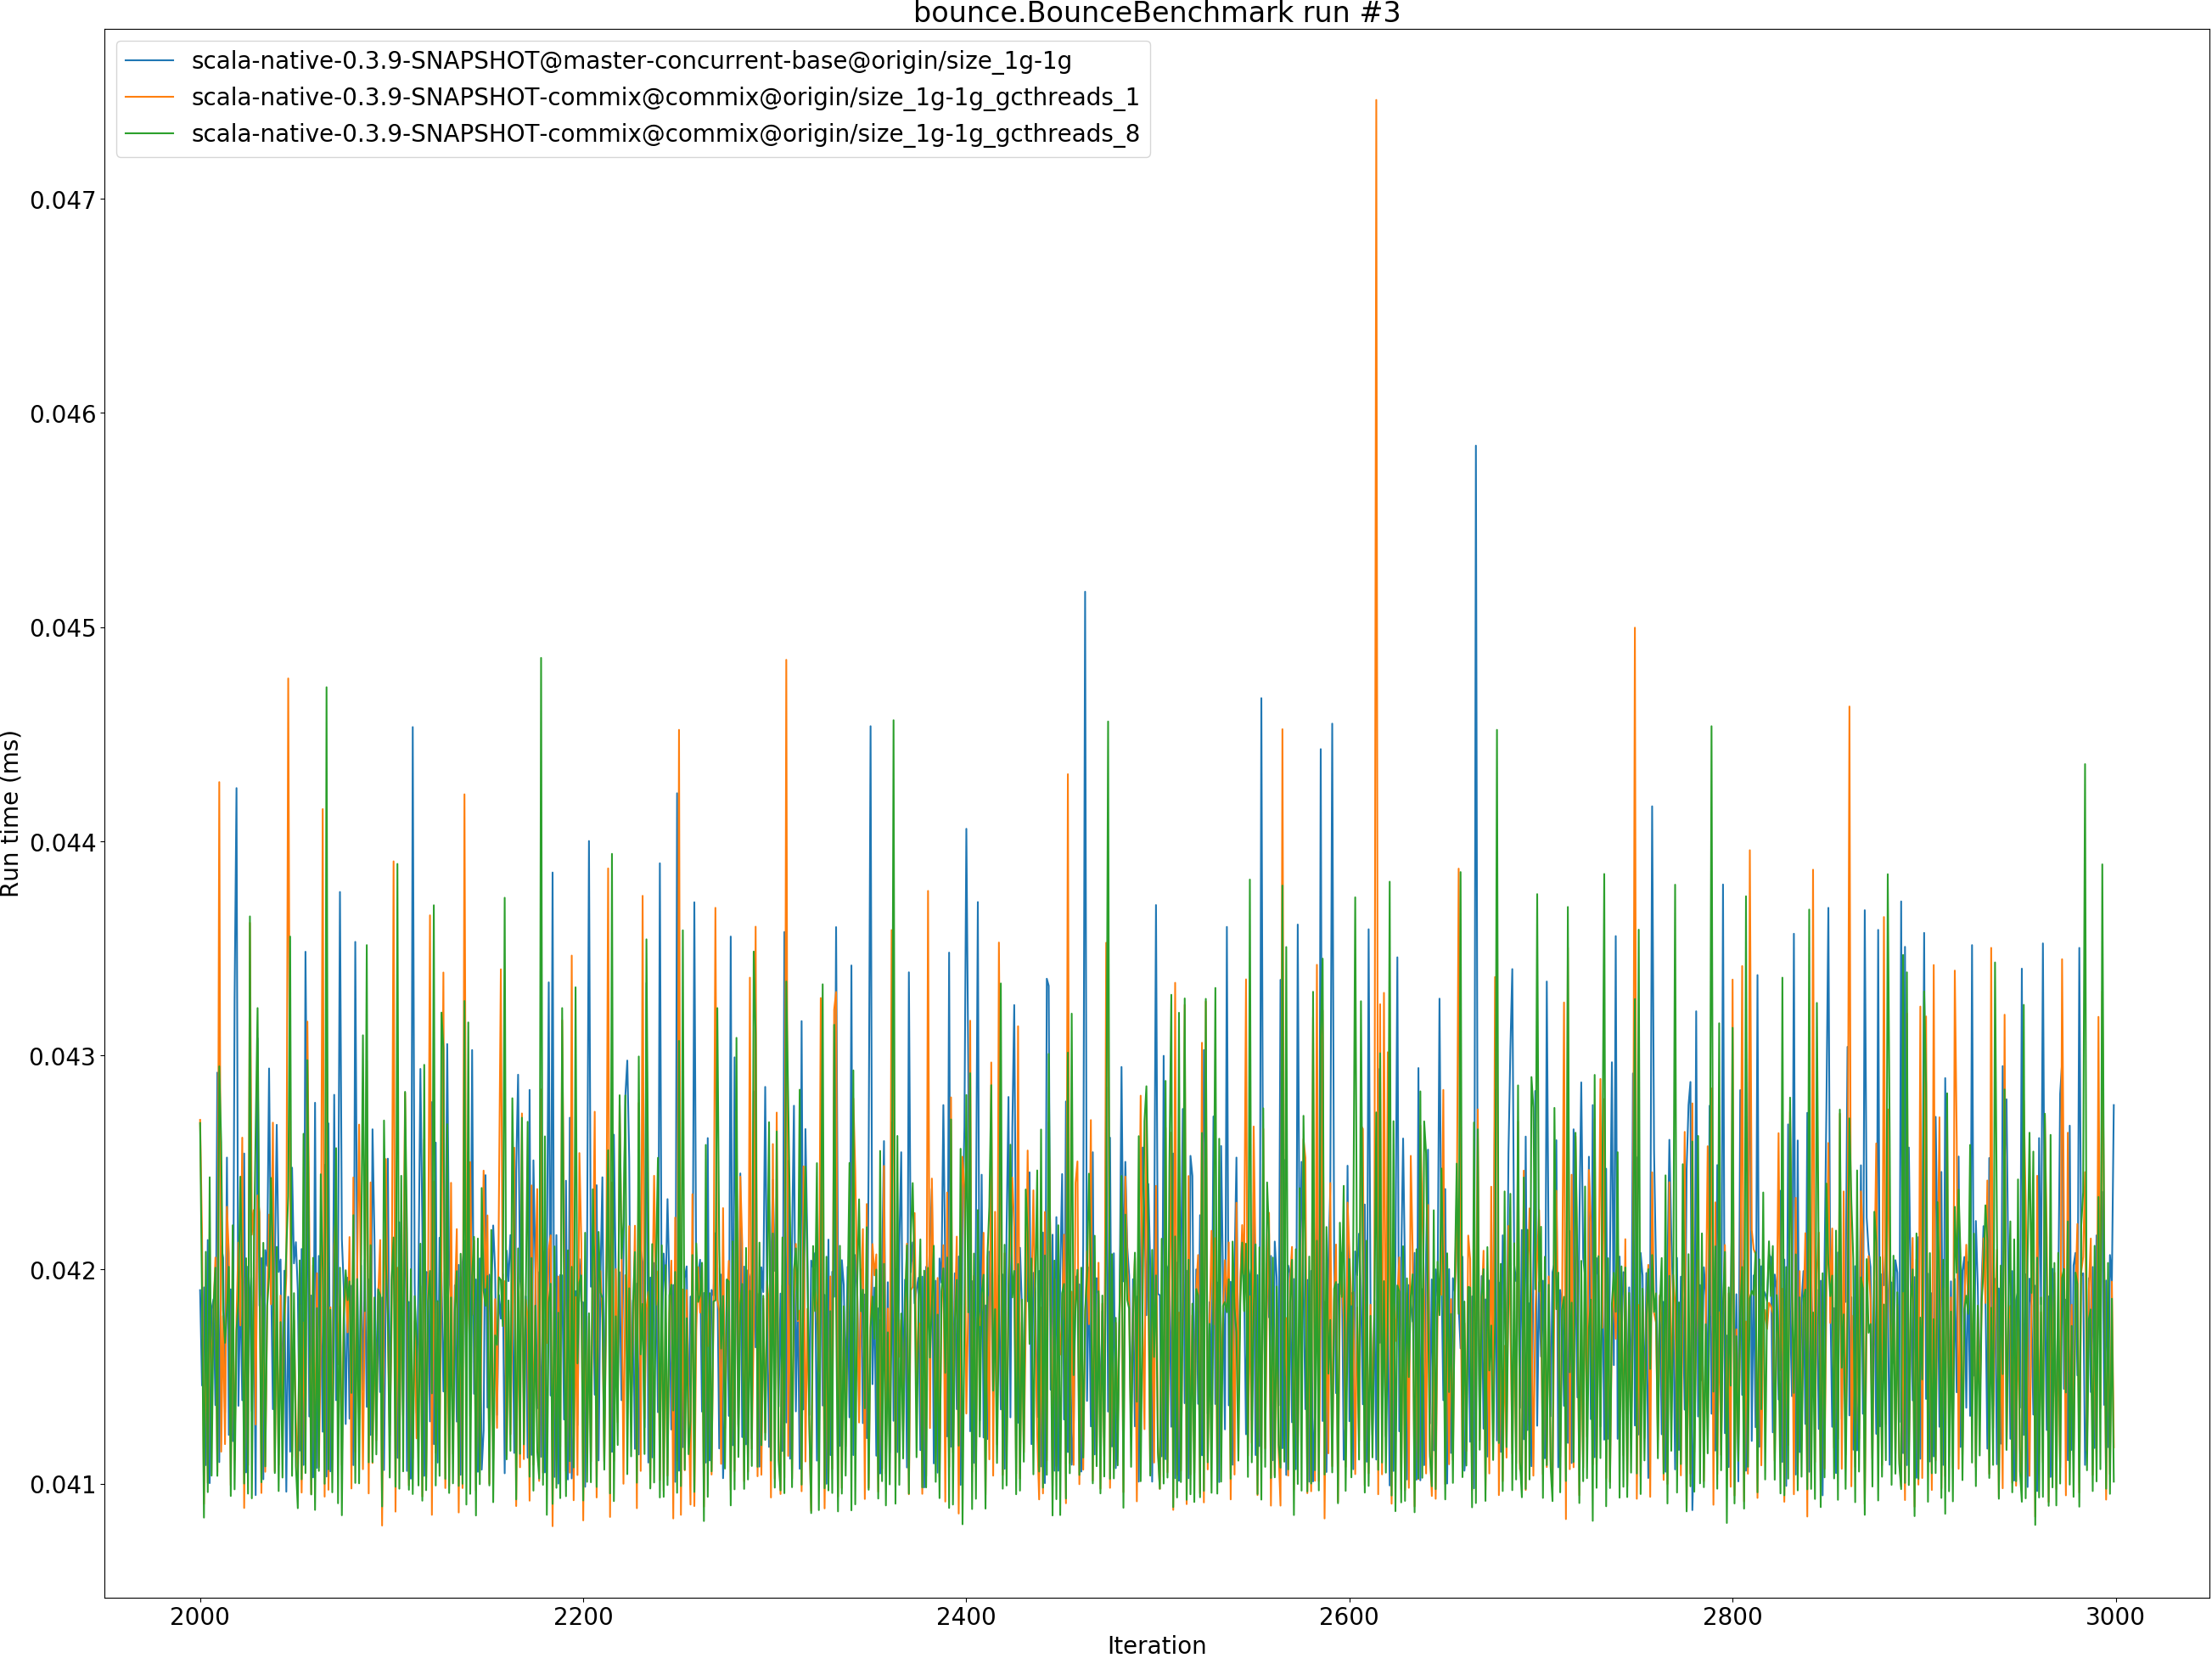 bounce.BounceBenchmark run #3
scala-native-0.3.9-SNAPSHOT@master-concurrent-base@origin/size_1g-1g
scala-native-0.3.9-SNAPSHOT-commix@commix@origin/size_1g-1g_gcthreads_1
scala-native-0.3.9-SNAPSHOT-commix@commix@origin/size_1g-1g_gcthreads_8
0.047
0.046
0.045
0.044
0.043
0.042
0.041
Run time (ms)
2000
2200
2400
2600
2800
3000
Iteration